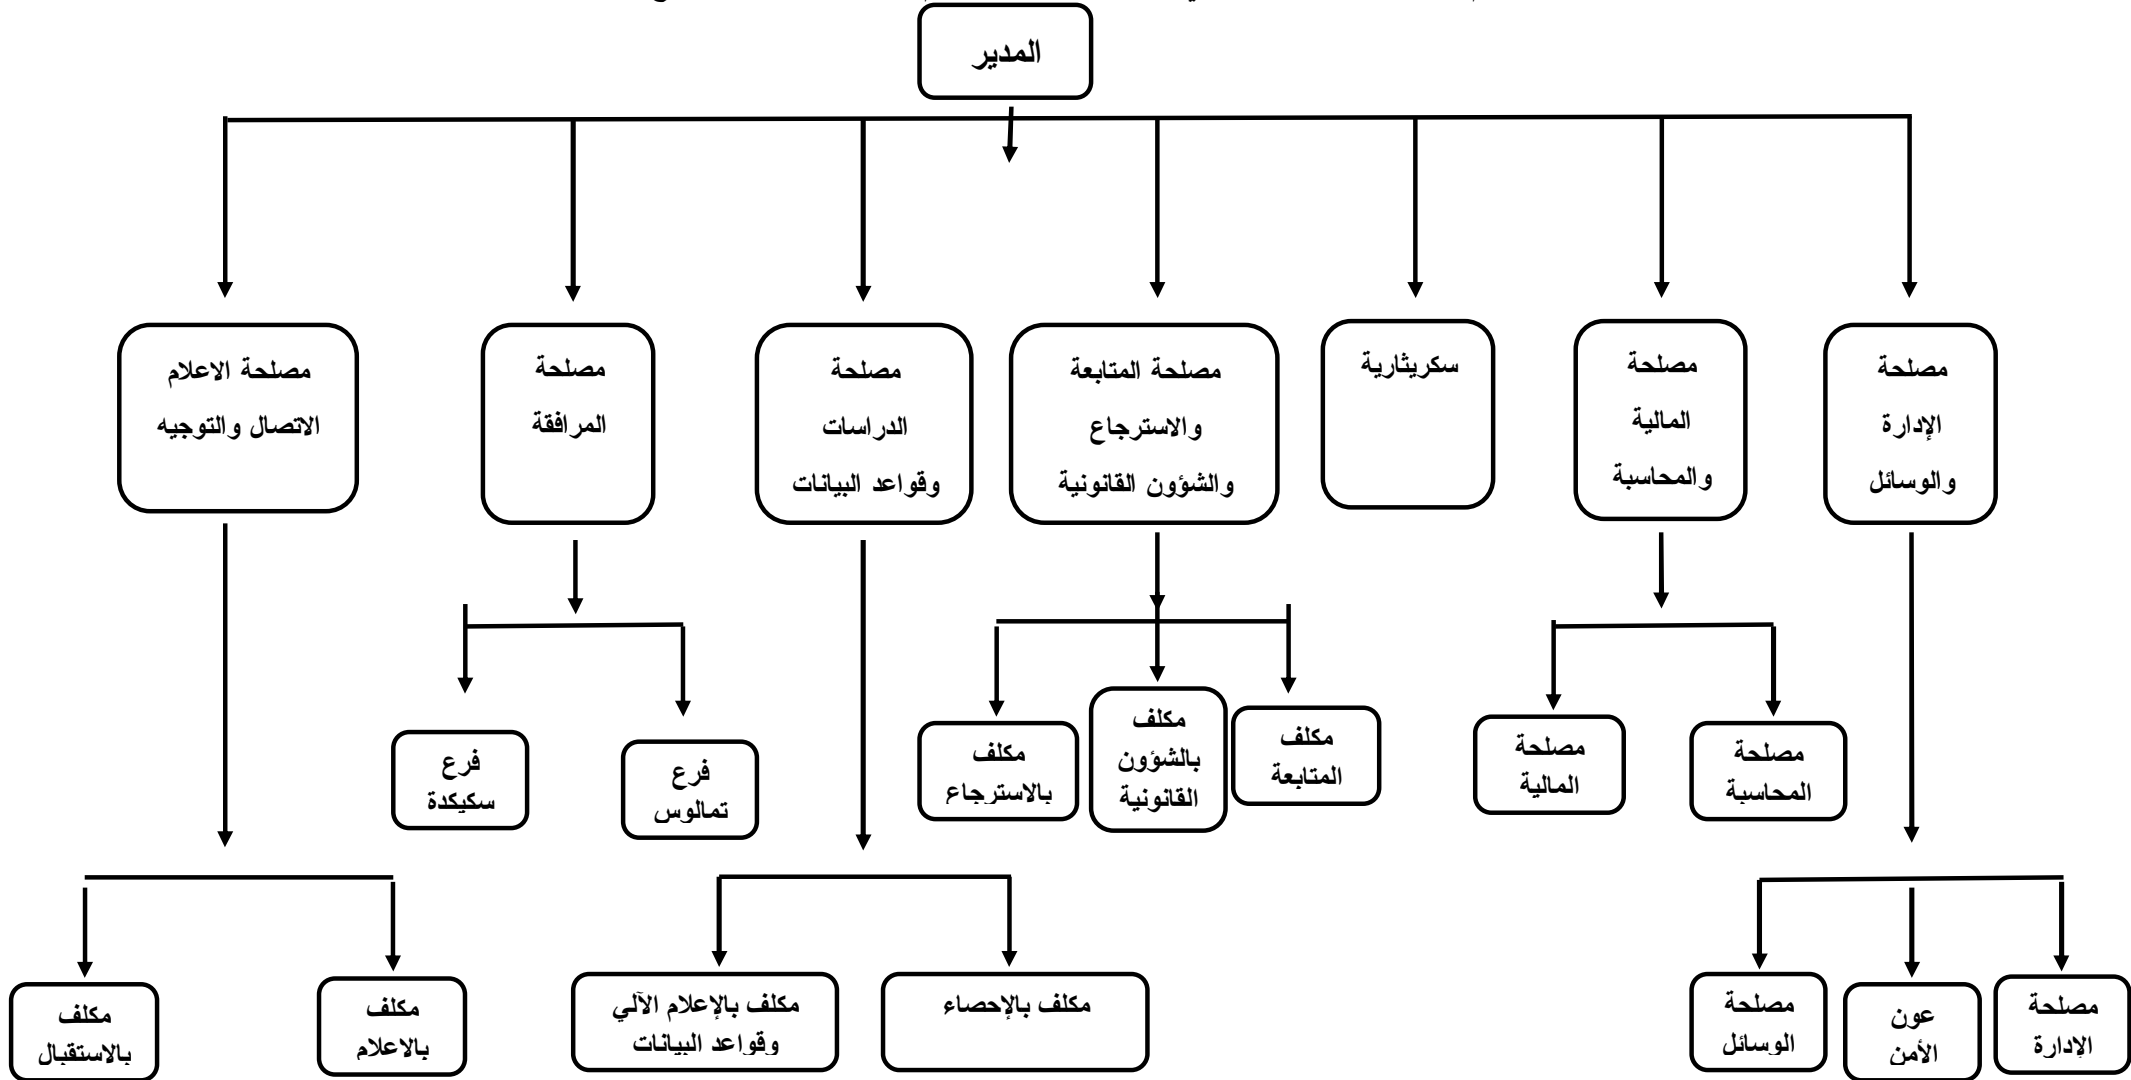 المدير
مصلحة
الإدارة
والوسائل
مصلحة
المالية
والمحاسبة
سكريثارية
مصلحة المتابعة
والاسترجاع
والشؤون القانونية
مصلحة
الدراسات
وقواعد البيانات
مصلحة
المرافقة
مصلحة الاعلام
الاتصال والتوجيه
مصلحة
المحاسبة
مصلحة
المالية
مكلف
المتابعة
مكلف
بالشؤون
القانونية
مكلف
بالاسترجاع
فرع
تمالوس
فرع
سكيكدة
مصلحة
الإدارة
عون
الأمن
مصلحة
الوسائل
مكلف بالإحصاء
مكلف بالإعلام الآلي
وقواعد البيانات
مكلف
بالاعلام
مكلف
بالاستقبال